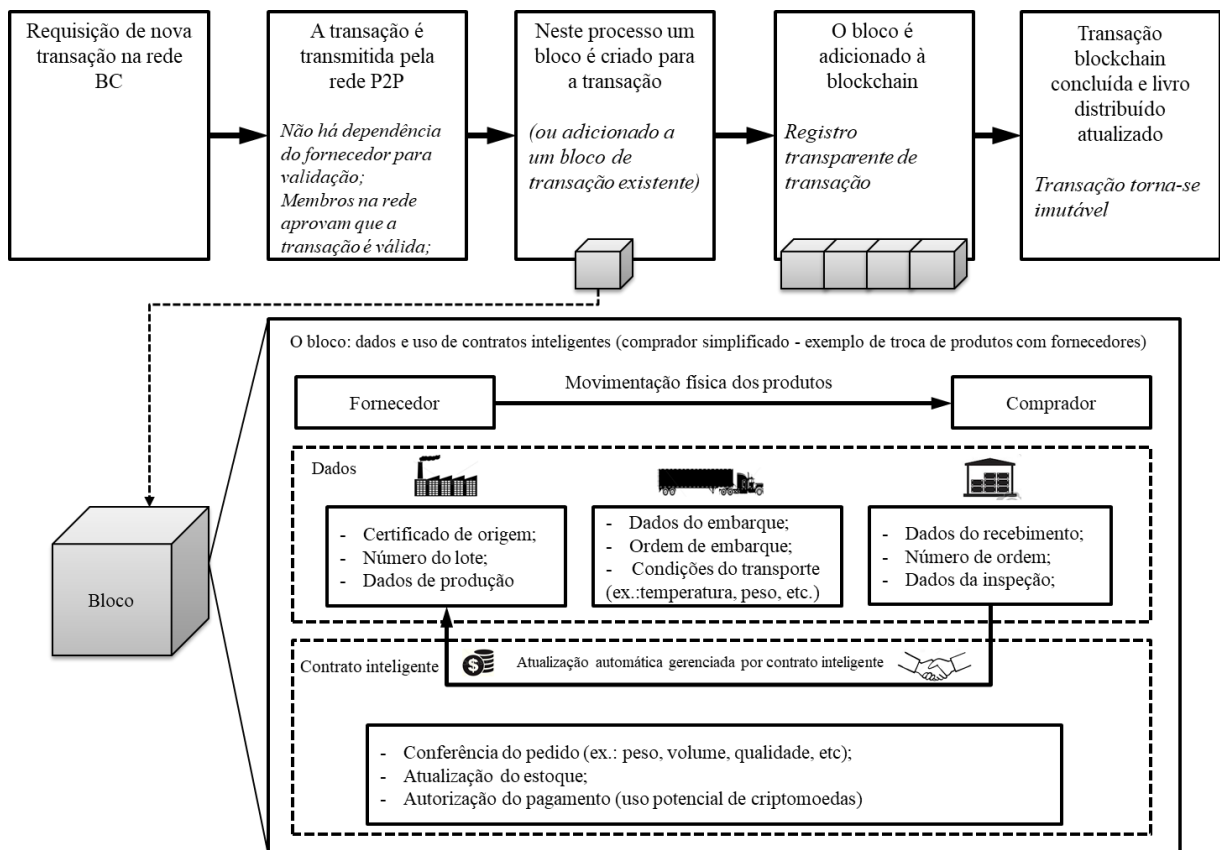 Requisição de nova
transação na rede
BC
A transação é
transmitida pela
rede P2P
Não há dependência
do fornecedor para
validação;
Membros na rede
aprovam que a
transação é válida;
Neste processo um
bloco é criado para
a transação
(ou adicionado a
um bloco de
transação existente)
O bloco é
adicionado à
blockchain
Registro
transparente de
transação
Transação
blockchain
concluída e livro
distribuído
atualizado
Transação torna-se
imutável
O bloco: dados e uso de contratos inteligentes (comprador simplificado - exemplo de troca de produtos com fornecedores)
Fornecedor
Movimentação física dos produtos
Comprador
Dados
- Certificado de origem;
- Número do lote;
- Dados de produção
- Dados do embarque;
- Ordem de embarque;
- Condições do transporte
(ex.:temperatura, peso, etc.)
- Dados do recebimento;
- Número de ordem;
- Dados da inspeção;
Bloco
Contrato inteligente
$
Atualização automática gerenciada por contrato inteligente
- Conferência do pedido (ex.: peso, volume, qualidade, etc);
- Atualização do estoque;
- Autorização do pagamento (uso potencial de criptomoedas)